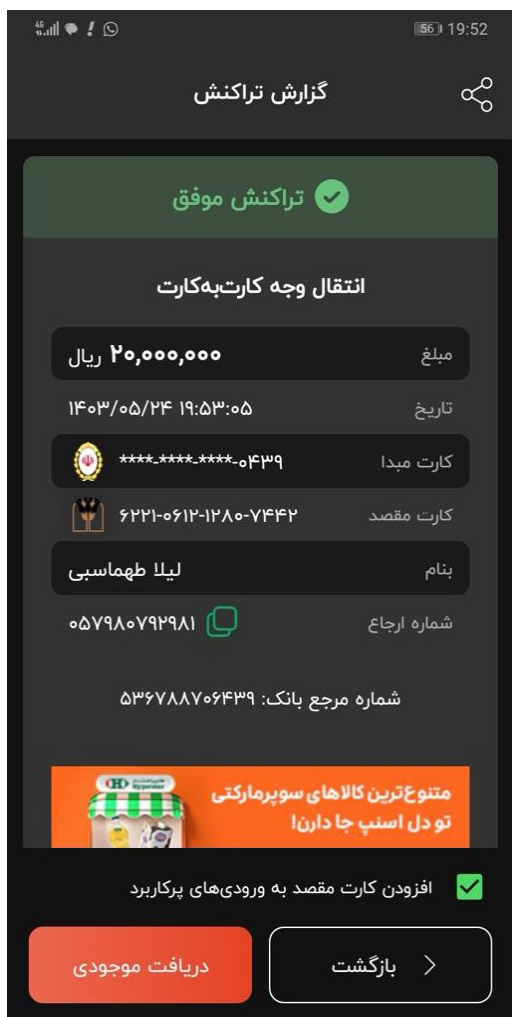 4G
56 19:52
گزارش تراکنش
تراکنش موفق
انتقال وجه کارت‌به‌کارت
مبلغ ۲۰,۰۰۰,۰۰۰ ریال
تاریخ ۱۴۰۳/۰۵/۲۴ ۱۹:۵۳:۰۵
کارت مبدا ****-****-****-۰۴۳۹
کارت مقصد ۶۲۲۱-۰۶۱۲-۱۲۸۰-۷۴۴۲
بنام لیلا طهماسبی
شماره ارجاع ۰۵۷۹۸۰۷۹۲۹۸۱
شماره مرجع بانک: ۵۳۶۷۸۸۷۰۶۴۳۹
متنوع‌ترین کالاهای سوپرمارکتی
تو دل اسنپ جا دارن!
افزودن کارت مقصد به ورودی‌های پرکاربرد
بازگشت
دریافت موجودی